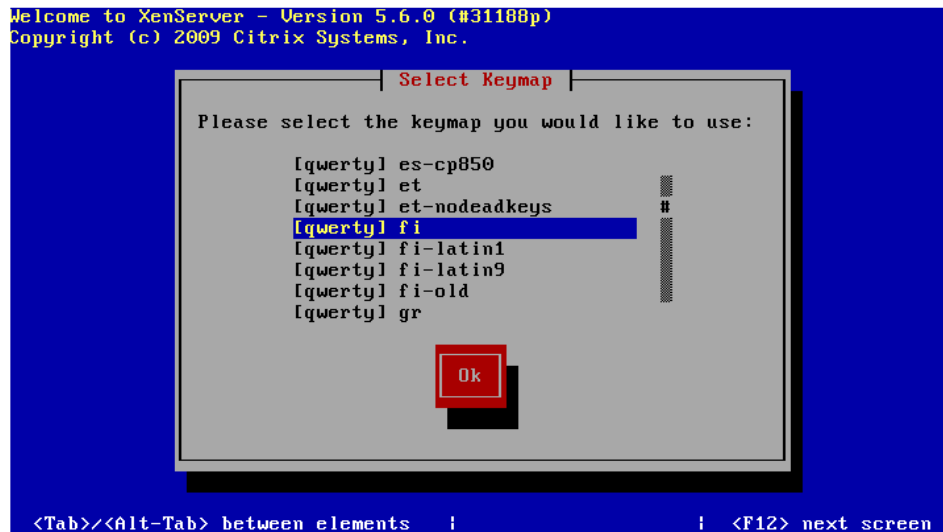 Welcome to XenServer - Version 5.6.0 (#31188p)
Copyright (c) 2009 Citrix Systems, Inc.
Select Keymap
Please select the keymap you would like to use:
[qwerty] es-cp850
[qwerty] et
[qwerty] et-nodeadkeys
#
[qwerty] fi
[qwerty] fi-latin1
[qwerty] fi-latin9
[qwerty] fi-old
[qwerty] gr
Ok
<Tab>/<Alt-Tab> between elements | | <F12> next screen